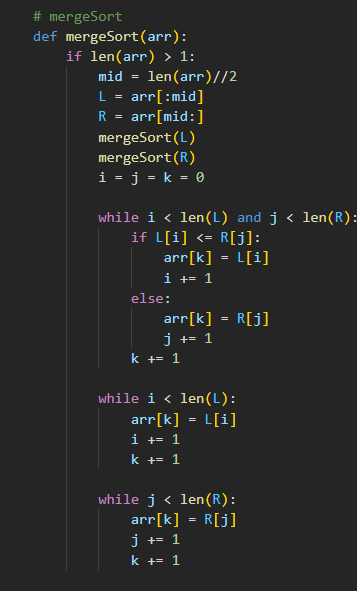 # mergeSort
def mergeSort(arr):
    if len(arr) > 1:
        mid = len(arr)//2
        L = arr[:mid]
        R = arr[mid:]
        mergeSort(L)
        mergeSort(R)
        i = j = k = 0

        while i < len(L) and j < len(R):
            if L[i] <= R[j]:
                arr[k] = L[i]
                i += 1
            else:
                arr[k] = R[j]
                j += 1
            k += 1

        while i < len(L):
            arr[k] = L[i]
            i += 1
            k += 1

        while j < len(R):
            arr[k] = R[j]
            j += 1
            k += 1